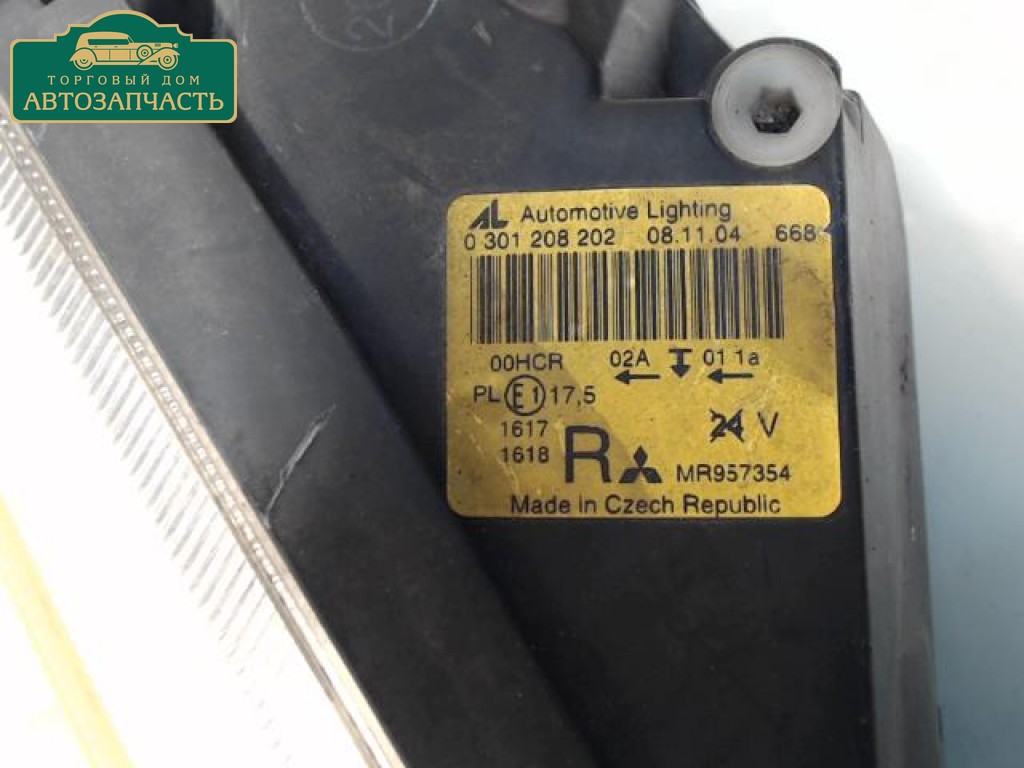 ТОРГОВЫЙ ДОМ
АВТОЗАПЧАСТЬ
AL Automotive Lighting
0 301 208 202 08.11.04 668
00HCR 02A 01 1a
PL E1 17,5
24 V
1617
1618
R MR957354
Made in Czech Republic